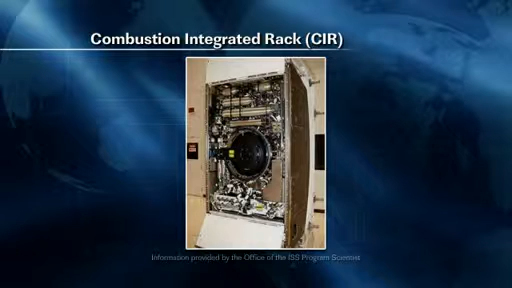 Combustion Integrated Rack (CIR)
Information provided by the Office of the ISS Program Scientist